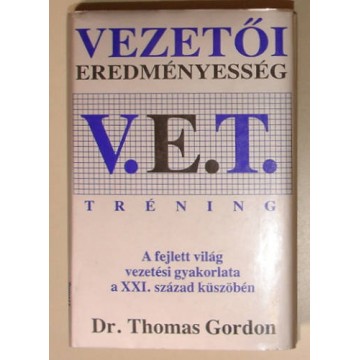 VEZETŐI
EREDMÉNYESSÉG
V.E.T.
TRÉNING
A fejlett világ
vezetési gyakorlata
a XXI. század küszöbén
Dr. Thomas Gordon